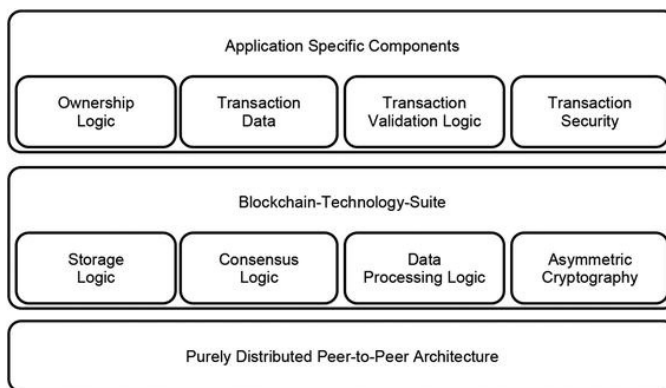 Application Specific Components
Ownership
Logic
Transaction
Data
Transaction
Validation Logic
Transaction
Security
Blockchain-Technology-Suite
Storage
Logic
Consensus
Logic
Data
Processing Logic
Asymmetric
Cryptography
Purely Distributed Peer-to-Peer Architecture